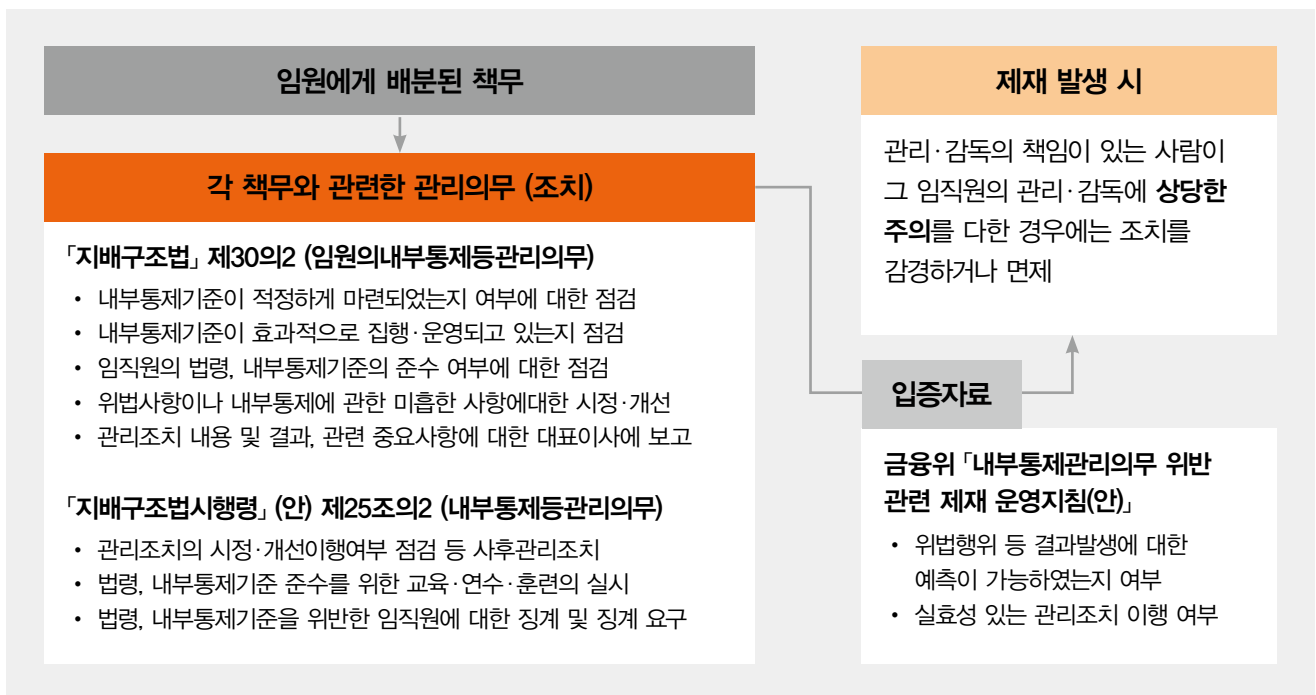 임원에게 배분된 책무
각 책무와 관련한 관리의무 (조치)
「지배구조법」 제30의2 (임원의내부통제등관리의무)
• 내부통제기준이 적정하게 마련되었는지 여부에 대한 점검
• 내부통제기준이 효과적으로 집행·운영되고 있는지 점검
• 임직원의 법령, 내부통제기준의 준수 여부에 대한 점검
• 위법사항이나 내부통제에 관한 미흡한 사항에대한 시정·개선
• 관리조치 내용 및 결과, 관련 중요사항에 대한 대표이사에 보고
「지배구조법시행령」 (안) 제25조의2 (내부통제등관리의무)
• 관리조치의 시정·개선이행여부 점검 등 사후관리조치
• 법령, 내부통제기준 준수를 위한 교육·연수·훈련의 실시
• 법령, 내부통제기준을 위반한 임직원에 대한 징계 및 징계 요구
제재 발생 시
관리·감독의 책임이 있는 사람이
그 임직원의 관리·감독에 상당한
주의를 다한 경우에는 조치를
감경하거나 면제
입증자료
금융위 「내부통제관리의무 위반
관련 제재 운영지침(안)」
• 위법행위 등 결과발생에 대한
예측이 가능하였는지 여부
• 실효성 있는 관리조치 이행 여부